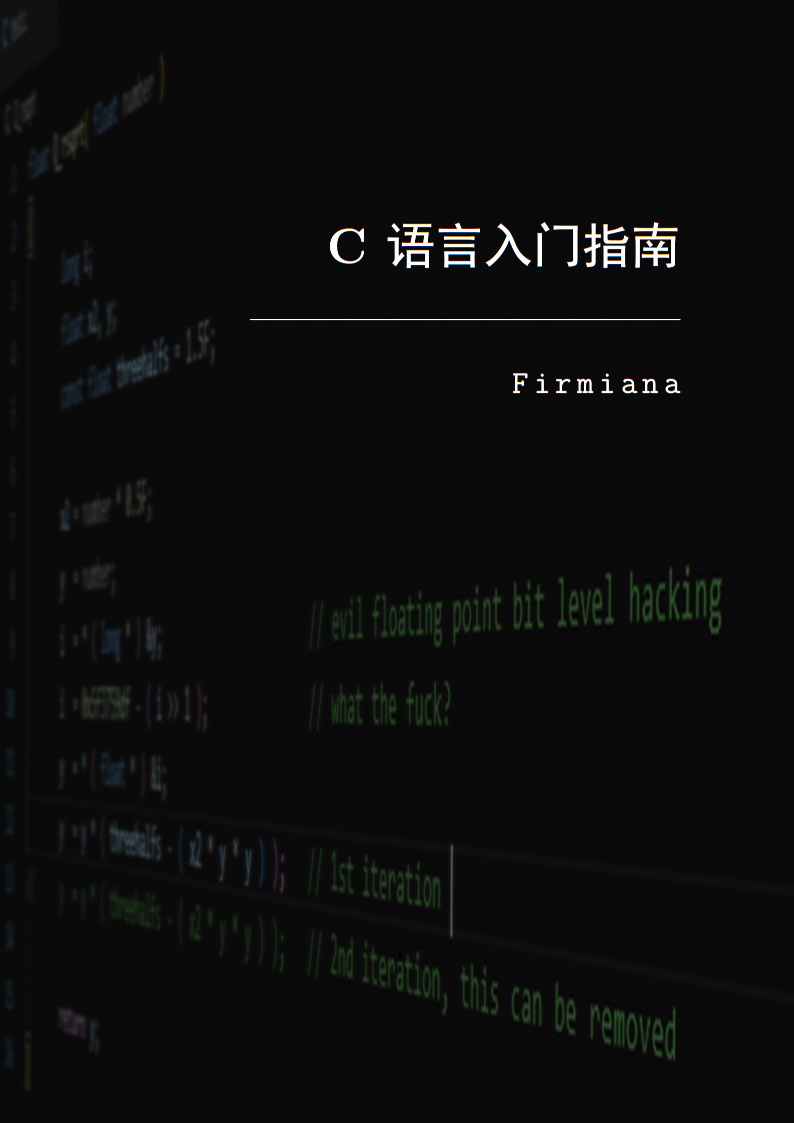 C 语言入门指南
Firmiana
float Q_rsqrt( float number )
long i;
float x2, y;
const float threehalfs = 1.5F;
x2 = number * 0.5F;
y = number;
i = * ( long * ) &y; // evil floating point bit level hacking
i = 0x5f3759df - ( i >> 1 ); // what the fuck?
y = * ( float * ) &i;
y = y * ( threehalfs - ( x2 * y * y ) ); // 1st iteration
y = y * ( threehalfs - ( x2 * y * y ) ); // 2nd iteration, this can be removed
return y;